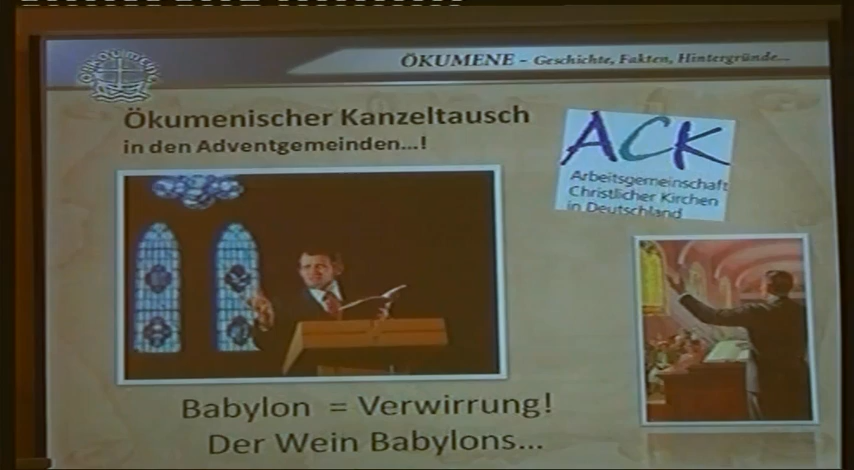 ÖKUMENE – Geschichte, Fakten, Hintergründe...
Ökumenischer Kanzeltausch
in den Adventgemeinden...!
ACK
Arbeitsgemeinschaft
Christlicher Kirchen
in Deutschland
Babylon = Verwirrung!
Der Wein Babylons...